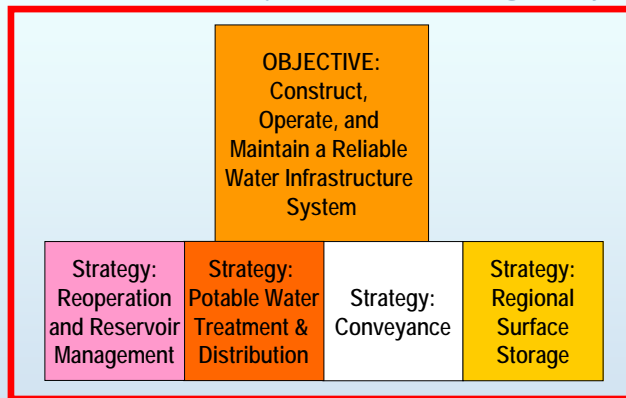 OBJECTIVE:
Construct,
Operate, and
Maintain a Reliable
Water Infrastructure
System
Strategy:
Reoperation
and Reservoir
Management
Strategy:
Potable Water
Treatment &
Distribution
Strategy:
Conveyance
Strategy:
Regional
Surface
Storage